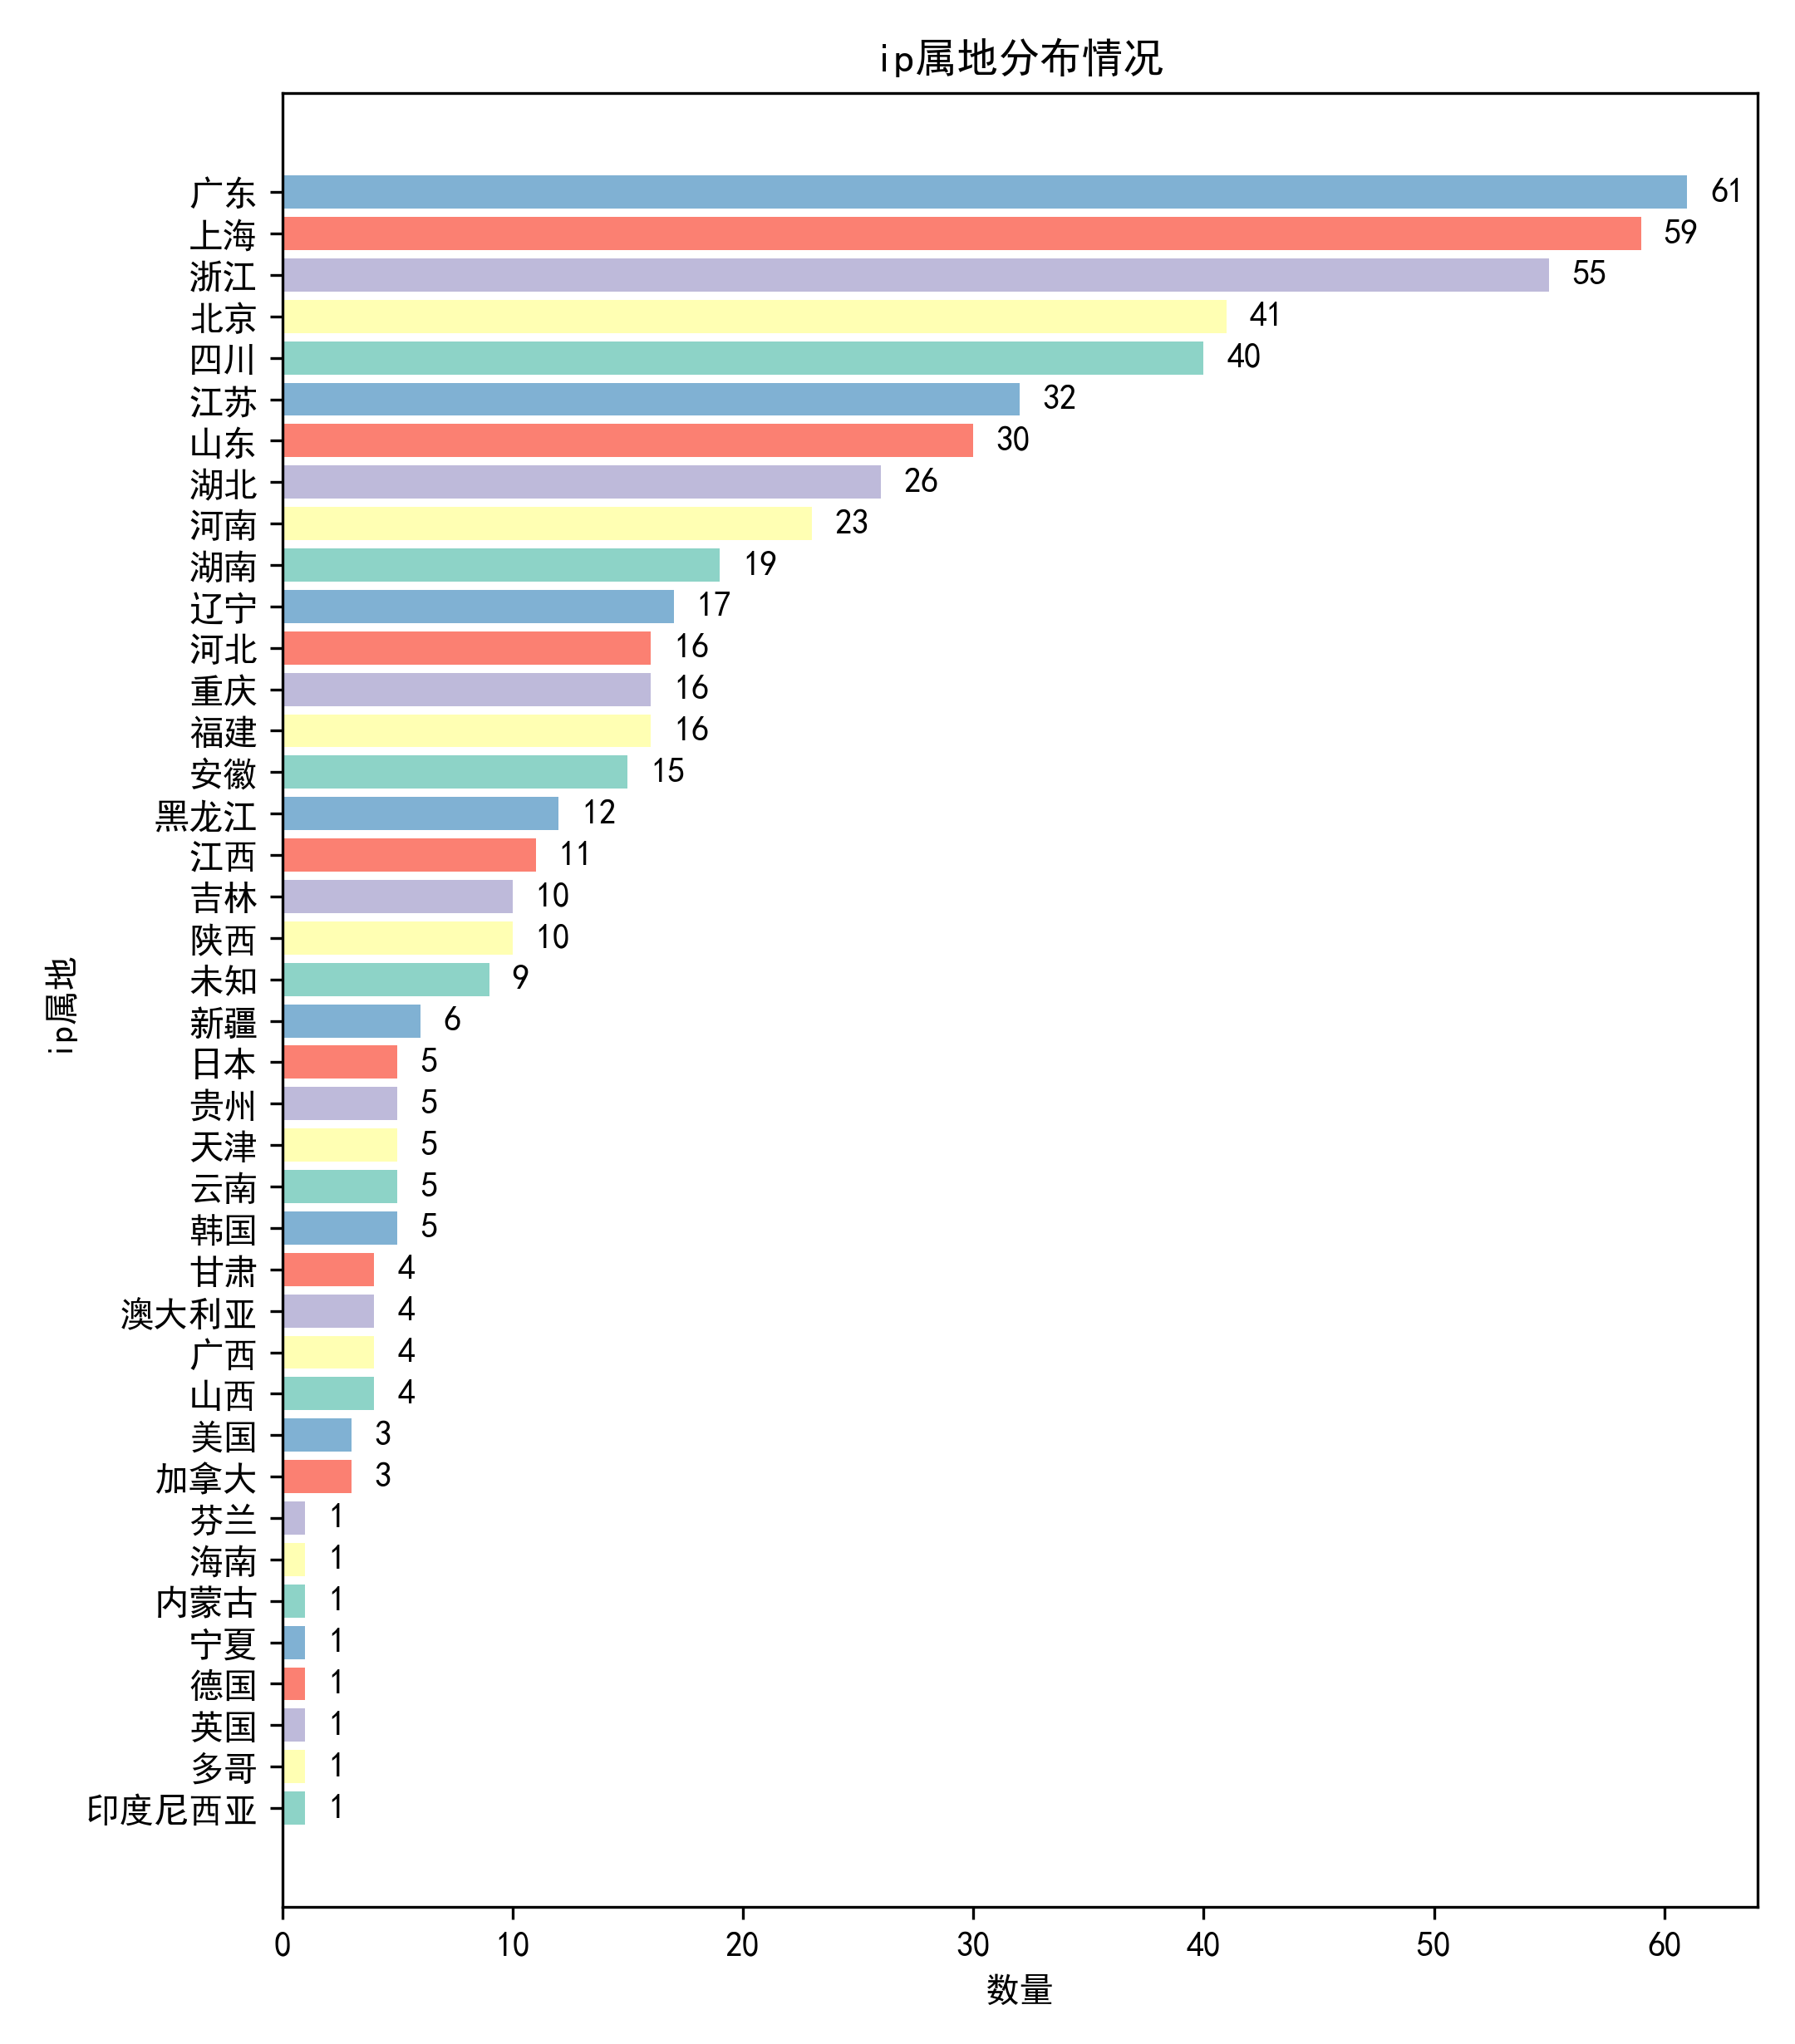 ip属地分布情况
广东 61
上海 59
浙江 55
北京 41
四川 40
江苏 32
山东 30
湖北 26
河南 23
湖南 19
辽宁 17
河北 16
重庆 16
福建 16
安徽 15
黑龙江 12
江西 11
吉林 10
陕西 10
未知 9
新疆 6
日本 5
贵州 5
天津 5
云南 5
韩国 5
甘肃 4
澳大利亚 4
广西 4
山西 4
美国 3
加拿大 3
芬兰 1
海南 1
内蒙古 1
宁夏 1
德国 1
英国 1
多哥 1
印度尼西亚 1
ip属地
0 10 20 30 40 50 60
数量